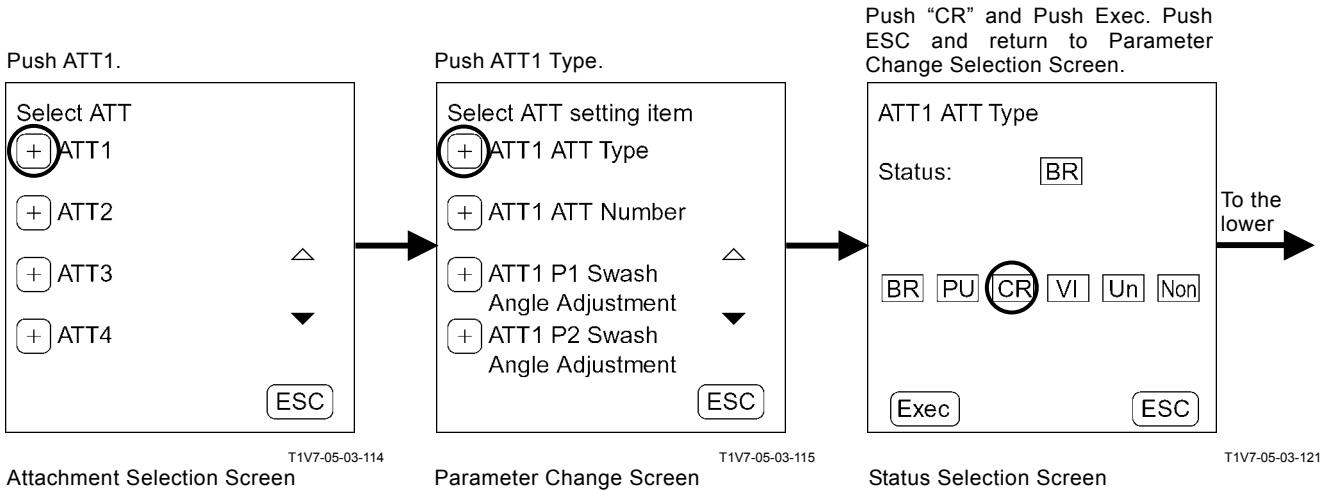 Push ATT1.
Select ATT
+ ATT1
+ ATT2
+ ATT3
+ ATT4
ESC
T1V7-05-03-114
Attachment Selection Screen
Push ATT1 Type.
Select ATT setting item
+ ATT1 ATT Type
+ ATT1 ATT Number
+ ATT1 P1 Swash
Angle Adjustment
+ ATT1 P2 Swash
Angle Adjustment
ESC
T1V7-05-03-115
Parameter Change Screen
Push “CR” and Push Exec. Push
ESC and return to Parameter
Change Selection Screen.
ATT1 ATT Type
Status: BR
BR PU CR VI Un Non
Exec ESC
To the
lower
T1V7-05-03-121
Status Selection Screen